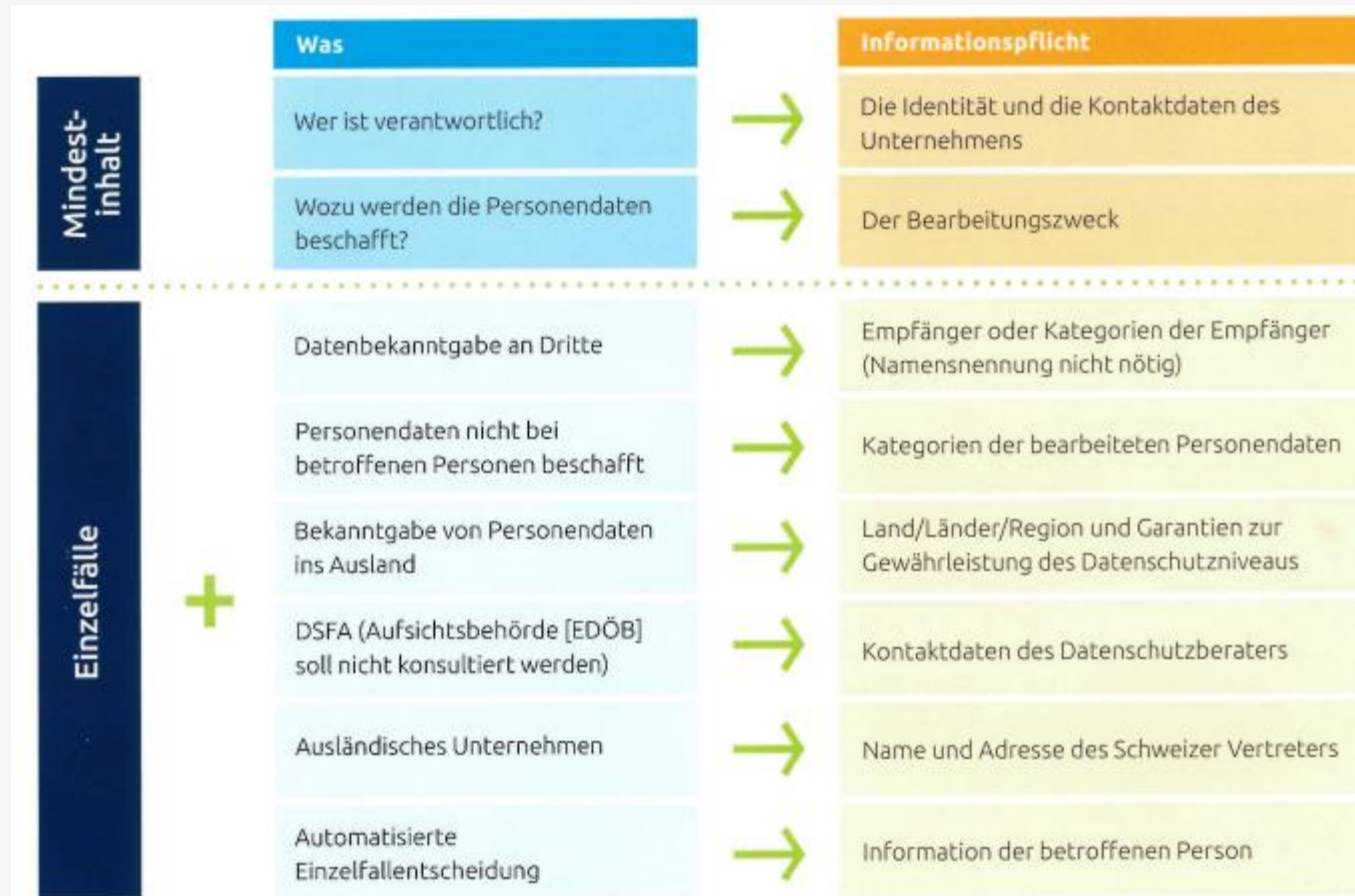 Was
Informationspflicht
Mindest-
inhalt
Wer ist verantwortlich?
Die Identität und die Kontaktdaten des
Unternehmens
Wozu werden die Personendaten
beschafft?
Der Bearbeitungszweck
Einzelfälle
+
Datenbekanntgabe an Dritte
Empfänger oder Kategorien der Empfänger
(Namensnennung nicht nötig)
Personendaten nicht bei
betroffenen Personen beschafft
Kategorien der bearbeiteten Personendaten
Bekanntgabe von Personendaten
ins Ausland
Land/Länder/Region und Garantien zur
Gewährleistung des Datenschutzniveaus
DSFA (Aufsichtsbehörde [EDÖB]
soll nicht konsultiert werden)
Kontaktdaten des Datenschutzberaters
Ausländisches Unternehmen
Name und Adresse des Schweizer Vertreters
Automatisierte
Einzelfallentscheidung
Information der betroffenen Person